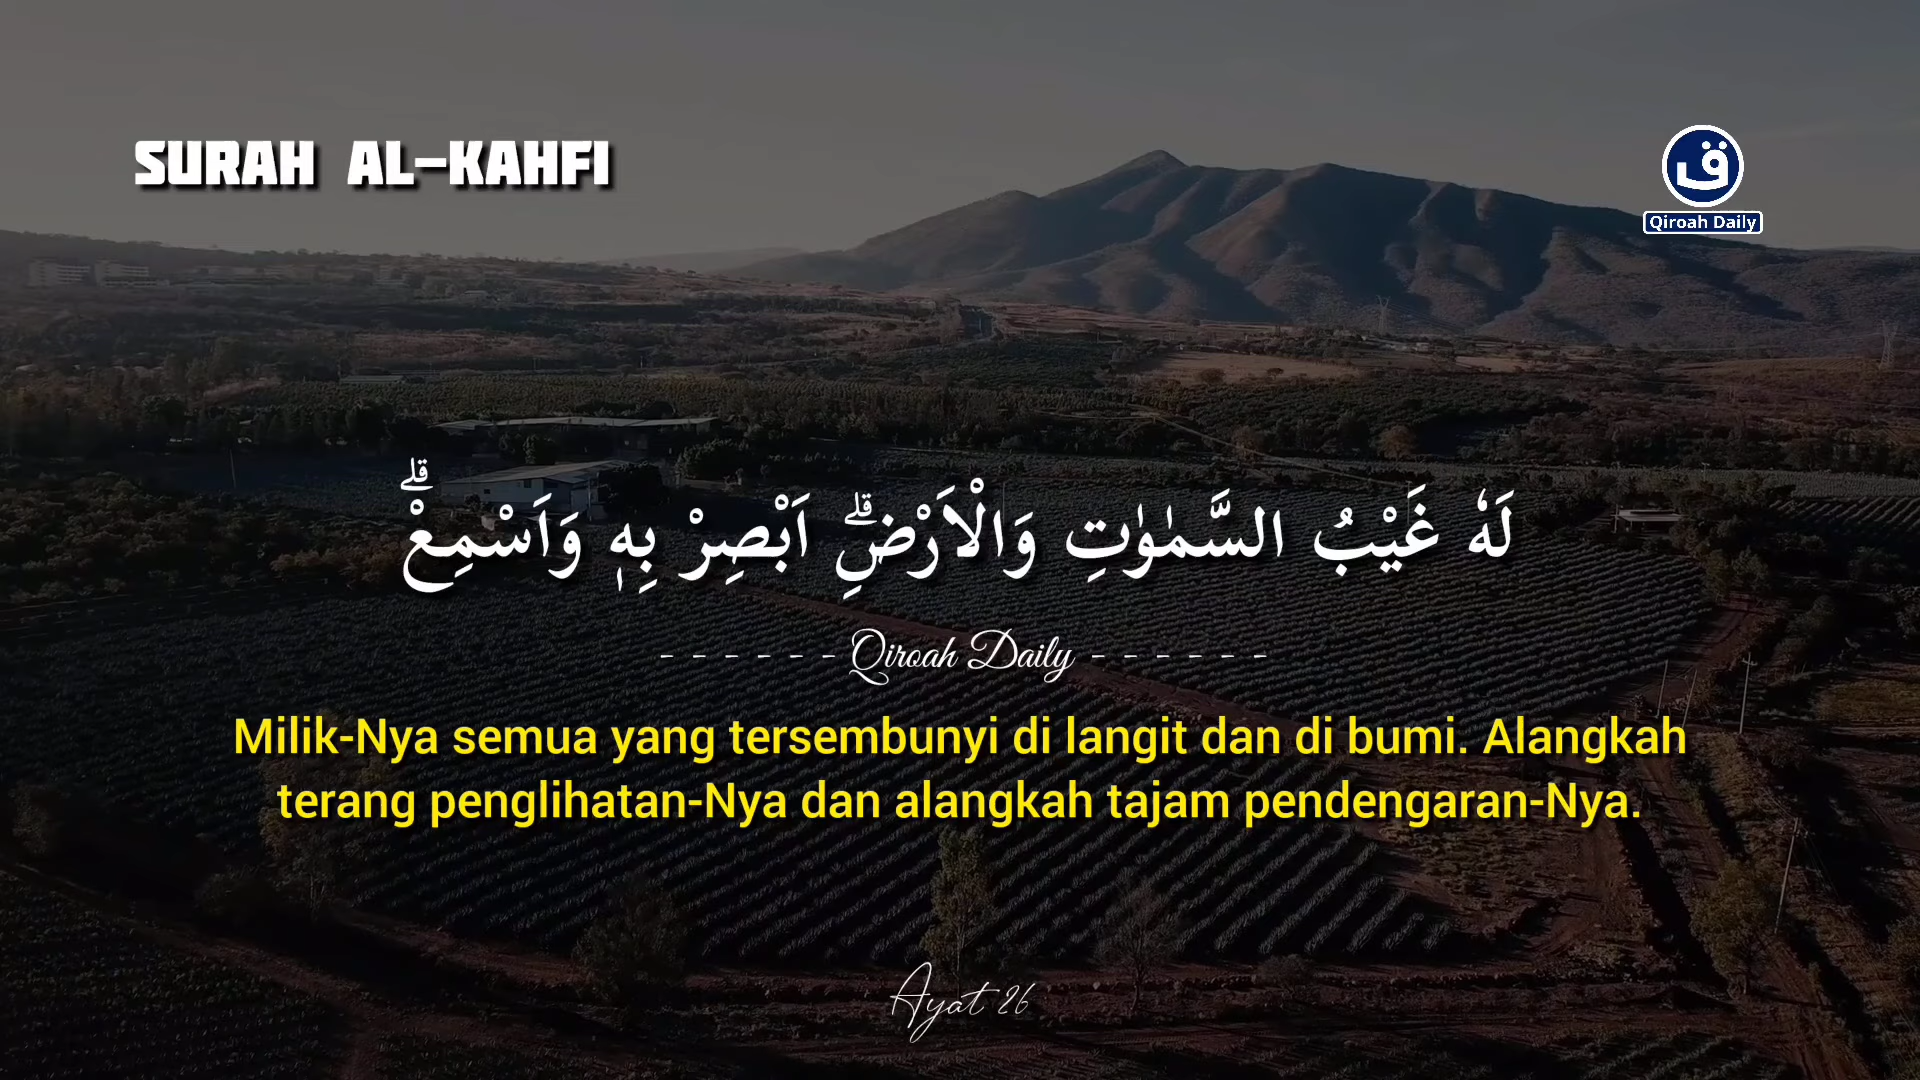 SURAH AL-KAHFI
ق
Qiroah Daily
لَهٗ غَيْبُ السَّمٰوٰتِ وَالْاَرْضِۗ اَبْصِرْ بِهٖ وَاَسْمِعْۗ
- - - - - - Qiroah Daily - - - - - -
Milik-Nya semua yang tersembunyi di langit dan di bumi. Alangkah
terang penglihatan-Nya dan alangkah tajam pendengaran-Nya.
Ayat 26